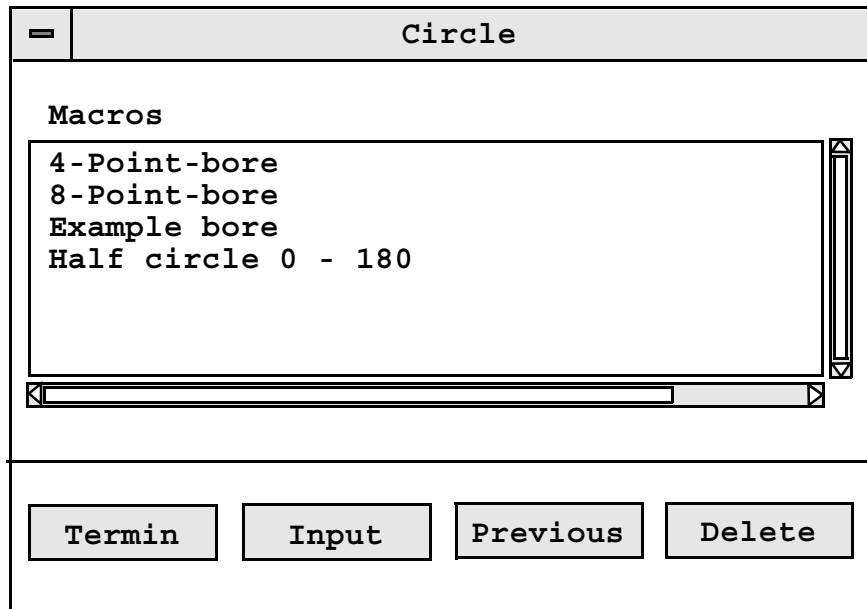 Circle
Macros
4-Point-bore
8-Point-bore
Example bore
Half circle 0 - 180
Termin Input Previous Delete